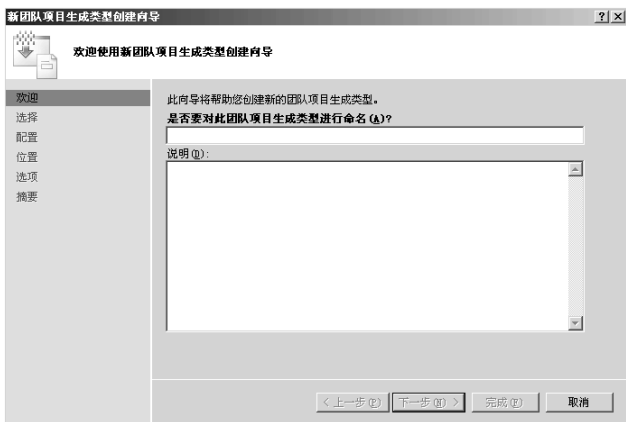 新团队项目生成类型创建向导
欢迎使用新团队项目生成类型创建向导
欢迎
选择
配置
位置
选项
摘要
此向导将帮助您创建新的团队项目生成类型。
是否要对此团队项目生成类型进行命名(A)?
说明(D):
< 上一步(P)
下一步(N) >
完成(F)
取消